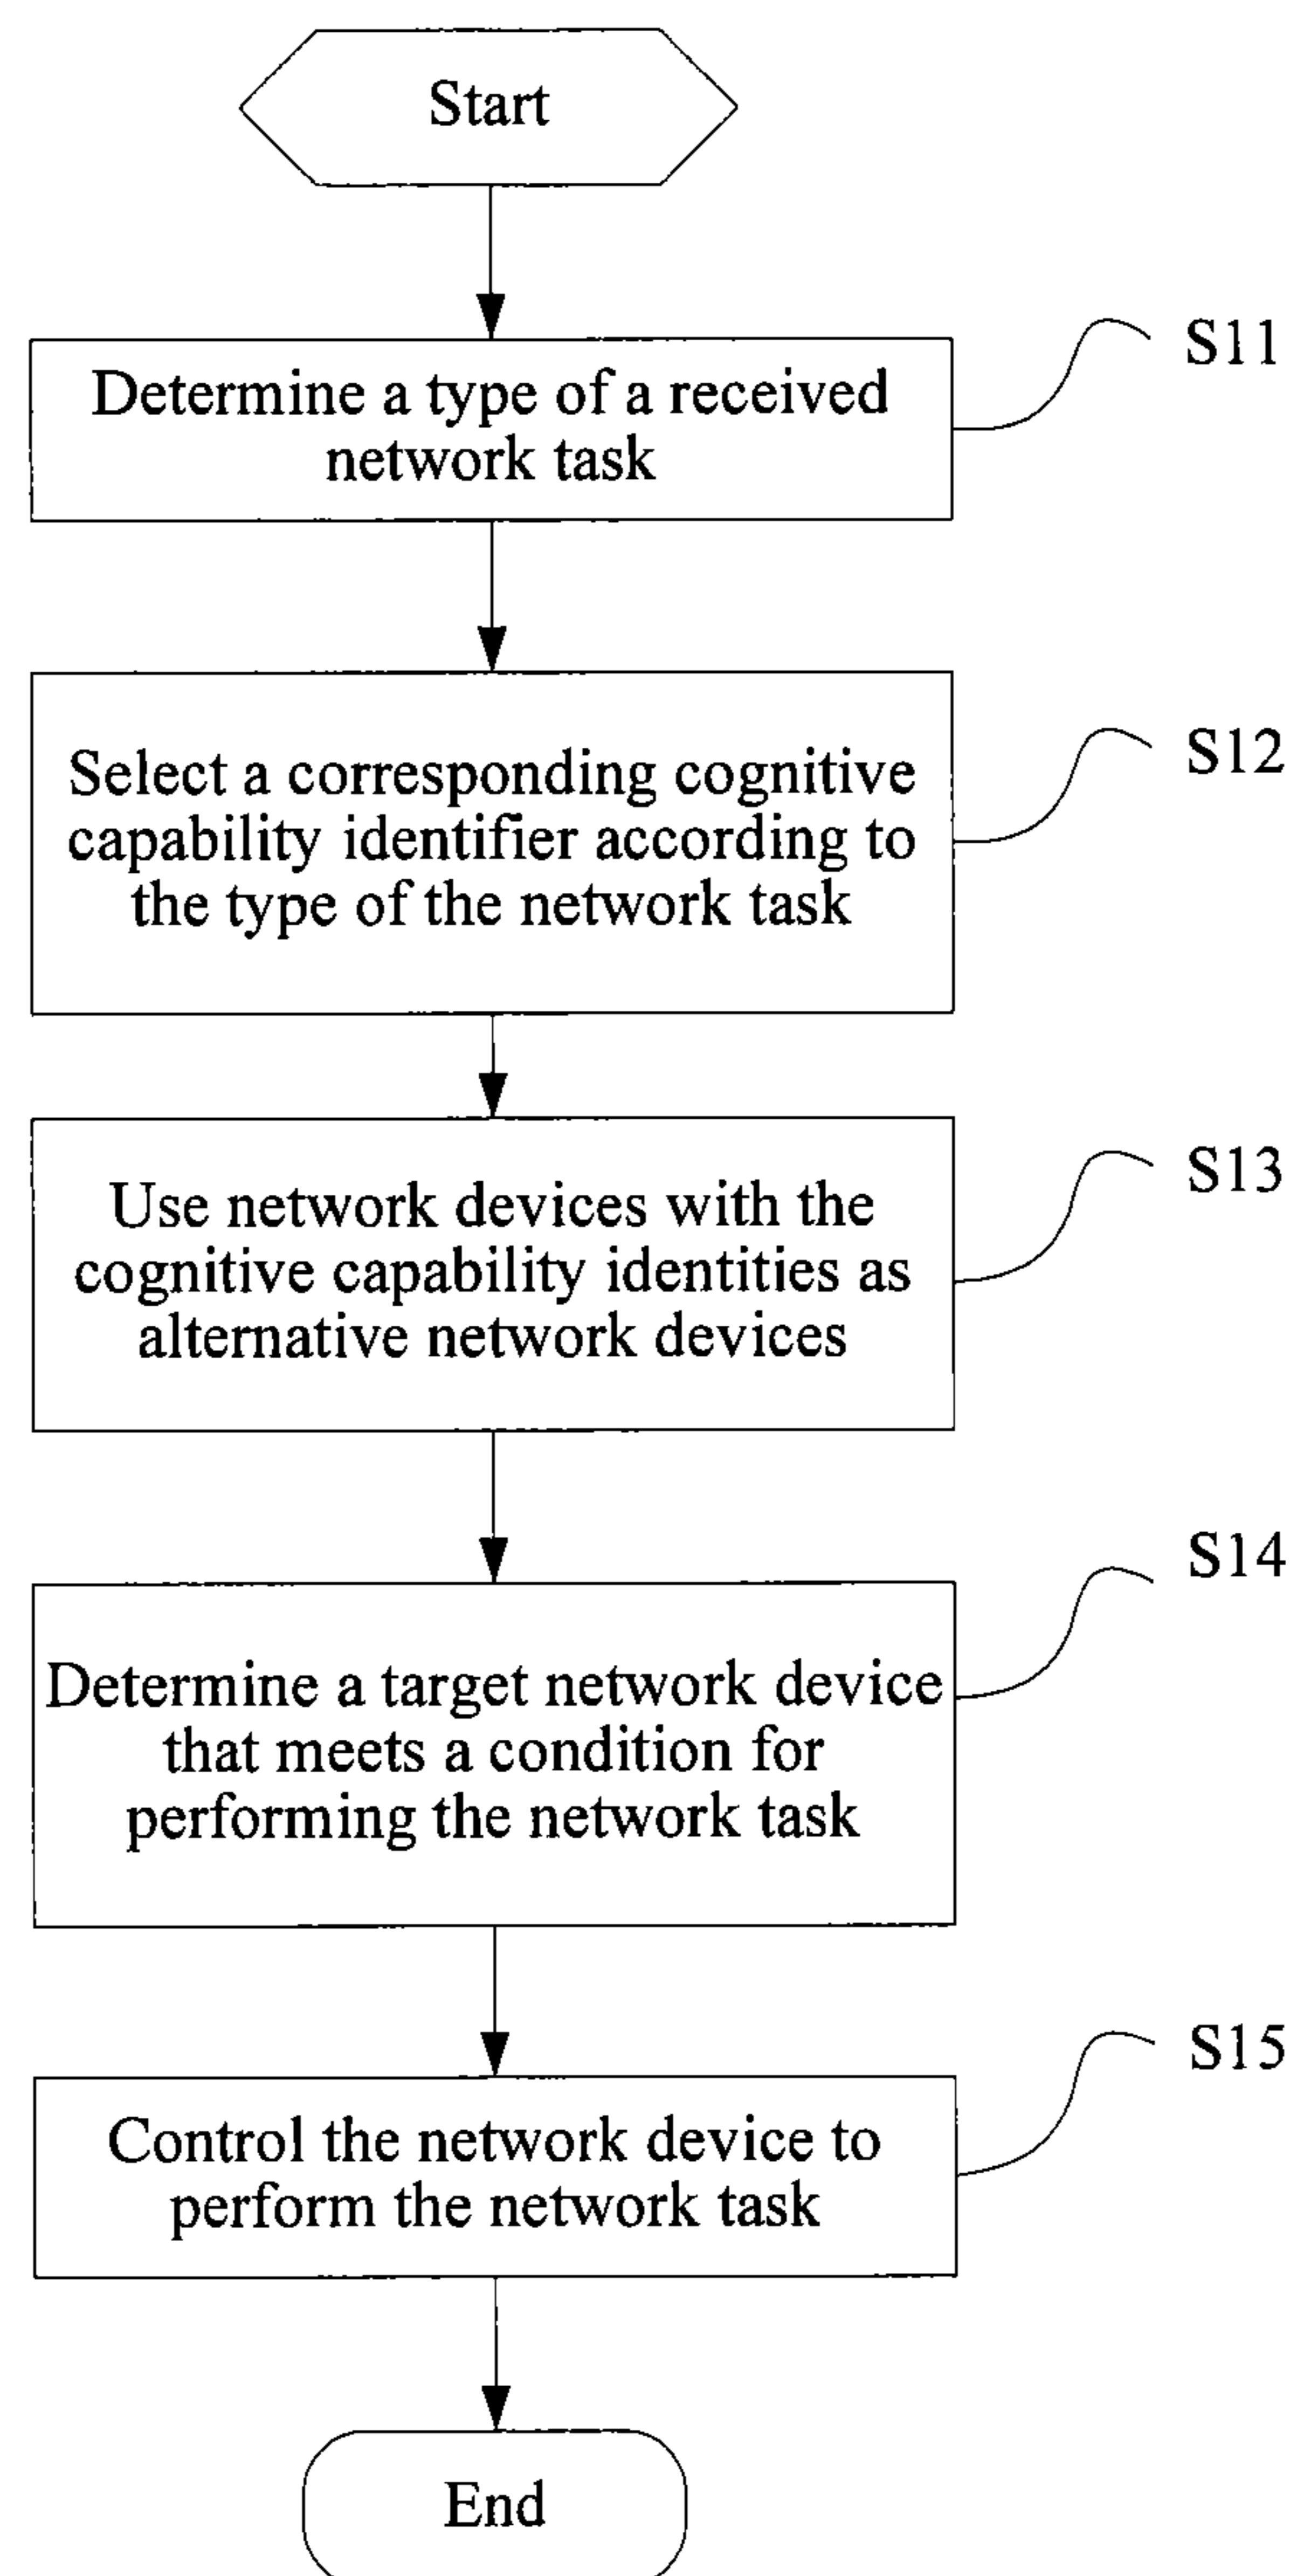 Start
S11
Determine a type of a received
network task
S12
Select a corresponding cognitive
capability identifier according to
the type of the network task
S13
Use network devices with the
cognitive capability identities as
alternative network devices
S14
Determine a target network device
that meets a condition for
performing the network task
S15
Control the network device to
perform the network task
End